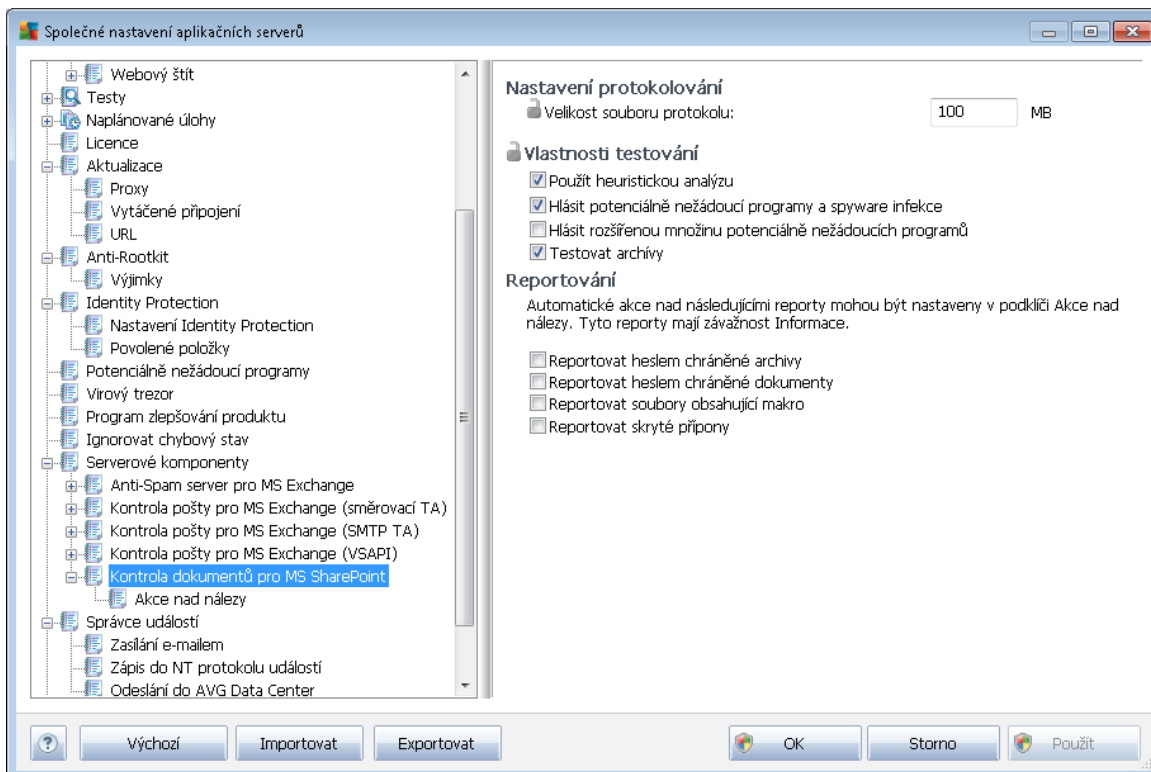 Společné nastavení aplikačních serverů
Webový štít
Testy
Naplánované úlohy
Licence
Aktualizace
Proxy
Vytáčené připojení
URL
Anti-Rootkit
Výjimky
Identity Protection
Nastavení Identity Protection
Povolené položky
Potenciálně nežádoucí programy
Virový trezor
Program zlepšování produktu
Ignorovat chybový stav
Serverové komponenty
Anti-Spam server pro MS Exchange
Kontrola pošty pro MS Exchange (směrovací TA)
Kontrola pošty pro MS Exchange (SMTP TA)
Kontrola pošty pro MS Exchange (VSAPI)
Kontrola dokumentů pro MS SharePoint
Akce nad nálezy
Správce událostí
Zasílání e-mailem
Zápis do NT protokolu událostí
Odeslání do AVG Data Center
Nastavení protokolování
Velikost souboru protokolu: 100 MB
Vlastnosti testování
Použít heuristickou analýzu
Hlásit potenciálně nežádoucí programy a spyware infekce
Hlásit rozšířenou množinu potenciálně nežádoucích programů
Testovat archívy
Reportování
Automatické akce nad následujícími reporty mohou být nastaveny v podklíči Akce nad
nálezy. Tyto reporty mají závažnost Informace.
Reportovat heslem chráněné archivy
Reportovat heslem chráněné dokumenty
Reportovat soubory obsahující makro
Reportovat skryté přípony
? Výchozí Importovat Exportovat OK Storno Použít